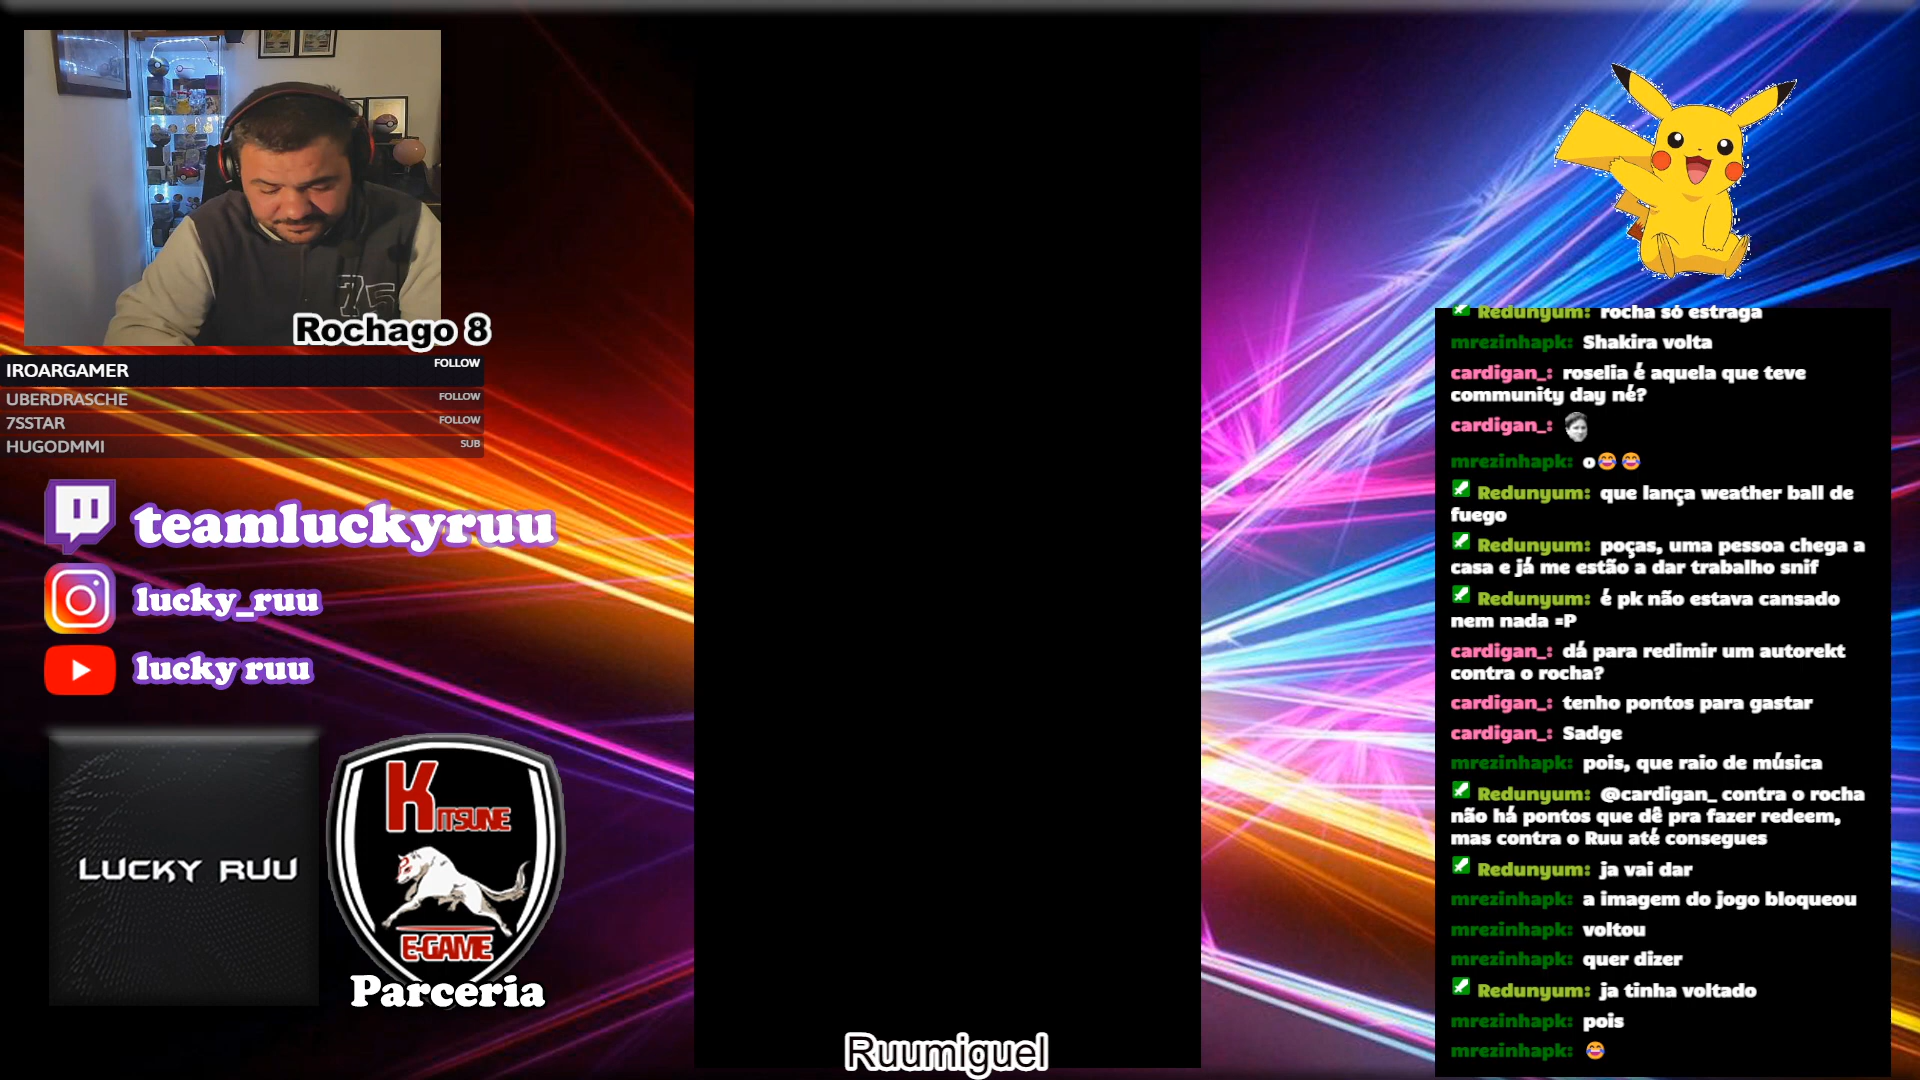 75
Rochago 8
IROARGAMER FOLLOW
UBERDRASCHE FOLLOW
7SSTAR FOLLOW
HUGODMMI SUB
teamluckyruu
lucky_ruu
lucky ruu
LUCKY RUU
KITSUNE
E-GAME
Parceria
Ruumiguel
Redunyum: rocha só estraga
mrezinhapk: Shakira volta
cardigan_: roselia é aquela que teve
community day né?
cardigan_:
mrezinhapk: o😂😂
Redunyum: que lança weather ball de
fuego
Redunyum: poças, uma pessoa chega a
casa e já me estão a dar trabalho snif
Redunyum: é pk não estava cansado
nem nada =P
cardigan_: dá para redimir um autorekt
contra o rocha?
cardigan_: tenho pontos para gastar
cardigan_: Sadge
mrezinhapk: pois, que raio de música
Redunyum: @cardigan_ contra o rocha
não há pontos que dê pra fazer redeem,
mas contra o Ruu até consegues
Redunyum: ja vai dar
mrezinhapk: a imagem do jogo bloqueou
mrezinhapk: voltou
mrezinhapk: quer dizer
Redunyum: ja tinha voltado
mrezinhapk: pois
mrezinhapk: 😂